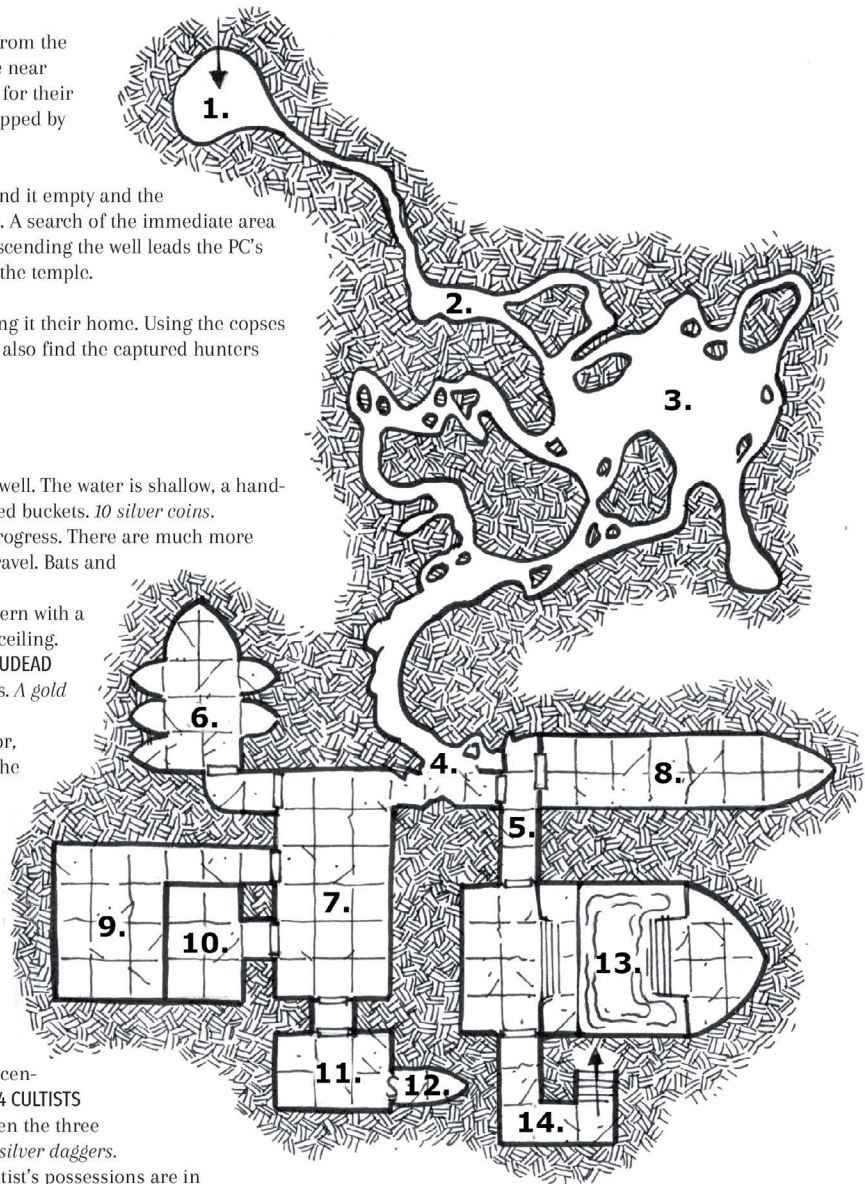 rom the
e near
for their
pped by
nd it empty and the
. A search of the immediate area
scending the well leads the PC's
the temple.
ng it their home. Using the copses
also find the captured hunters
well. The water is shallow, a hand-
ed buckets. 10 silver coins.
rogress. There are much more
ravel. Bats and
ern with a
ceiling.
UDEAD
s. A gold
or,
he
cen-
4 CULTISTS
en the three
silver daggers.
tist's possessions are in
1.
2.
3.
4.
5.
6.
7.
8.
9.
10.
11.
12.
13.
14.